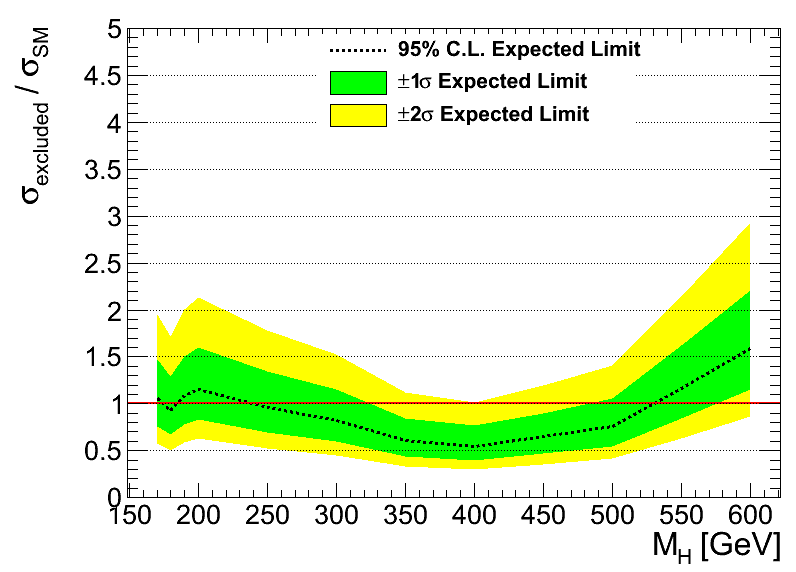 σexcluded / σSM
5
4.5
4
3.5
3
2.5
2
1.5
1
0.5
0
95% C.L. Expected Limit
±1σ Expected Limit
±2σ Expected Limit
150 200 250 300 350 400 450 500 550 600
MH [GeV]